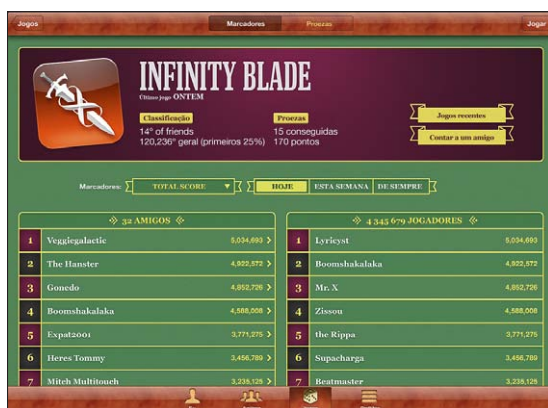 Jogos
Marcadores
Proezas
Jogar
INFINITY BLADE
Último jogo ONTEM
Classificação
14º of friends
120,236º geral (primeiros 25%)
Proezas
15 conseguidas
170 pontos
Jogos recentes
Contar a um amigo
Marcadores:
TOTAL SCORE
HOJE
ESTA SEMANA
DE SEMPRE
32 AMIGOS
1 Veggiegalactic 5,034,693
2 The Hanster 4,922,572
3 Gonedo 4,852,726
4 Boomshakalaka 4,588,008
5 Expat2001 3,771,275
6 Heres Tommy 3,456,789
7 Mitch Multitouch 3,238,128
4 345 679 JOGADORES
1 Lyricyst 5,034,693
2 Boomshakalaka 4,922,572
3 Mr. X 4,852,726
4 Zissou 4,588,008
5 the Rippa 3,771,275
6 Supacharga 3,456,789
7 Beatmaster 3,238,128